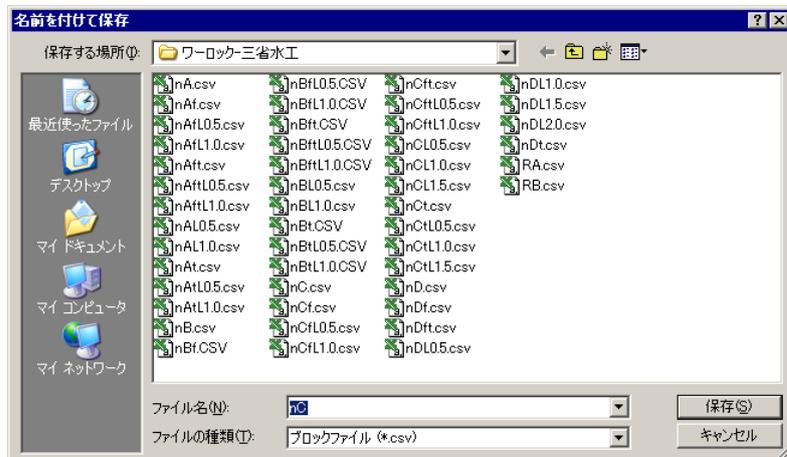 名前を付けて保存
保存する場所(I):
ワーロック-三省水工
最近使ったファイル
デスクトップ
マイ ドキュメント
マイ コンピュータ
マイ ネットワーク
nA.csv
nAf.csv
nAfL0.5.csv
nAfL1.0.csv
nAft.csv
nAftL0.5.csv
nAftL1.0.csv
nAL0.5.csv
nAL1.0.csv
nAt.csv
nAtL0.5.csv
nAtL1.0.csv
nB.csv
nBf.CSV
nBfL0.5.CSV
nBfL1.0.CSV
nBft.CSV
nBftL0.5.CSV
nBftL1.0.CSV
nBL0.5.csv
nBL1.0.csv
nBt.CSV
nBtL0.5.CSV
nBtL1.0.CSV
nC.csv
nCf.csv
nCfL0.5.csv
nCfL1.0.csv
nCft.csv
nCftL0.5.csv
nCftL1.0.csv
nCL0.5.csv
nCL1.0.csv
nCL1.5.csv
nCt.csv
nCtL0.5.csv
nCtL1.0.csv
nCtL1.5.csv
nD.csv
nDf.csv
nDft.csv
nDL0.5.csv
nDL1.0.csv
nDL1.5.csv
nDL2.0.csv
nDt.csv
RA.csv
RB.csv
ファイル名(N):
nC
保存(S)
ファイルの種類(T):
ブロックファイル (*.csv)
キャンセル